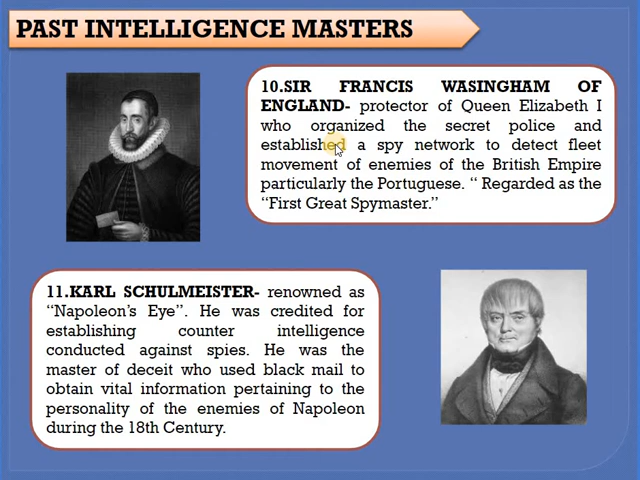 PAST INTELLIGENCE MASTERS
10.SIR FRANCIS WASINGHAM OF
ENGLAND- protector of Queen Elizabeth I
who organized the secret police and
established a spy network to detect fleet
movement of enemies of the British Empire
particularly the Portuguese. “ Regarded as the
“First Great Spymaster.”
11.KARL SCHULMEISTER- renowned as
“Napoleon’s Eye”. He was credited for
establishing counter intelligence
conducted against spies. He was the
master of deceit who used black mail to
obtain vital information pertaining to the
personality of the enemies of Napoleon
during the 18th Century.